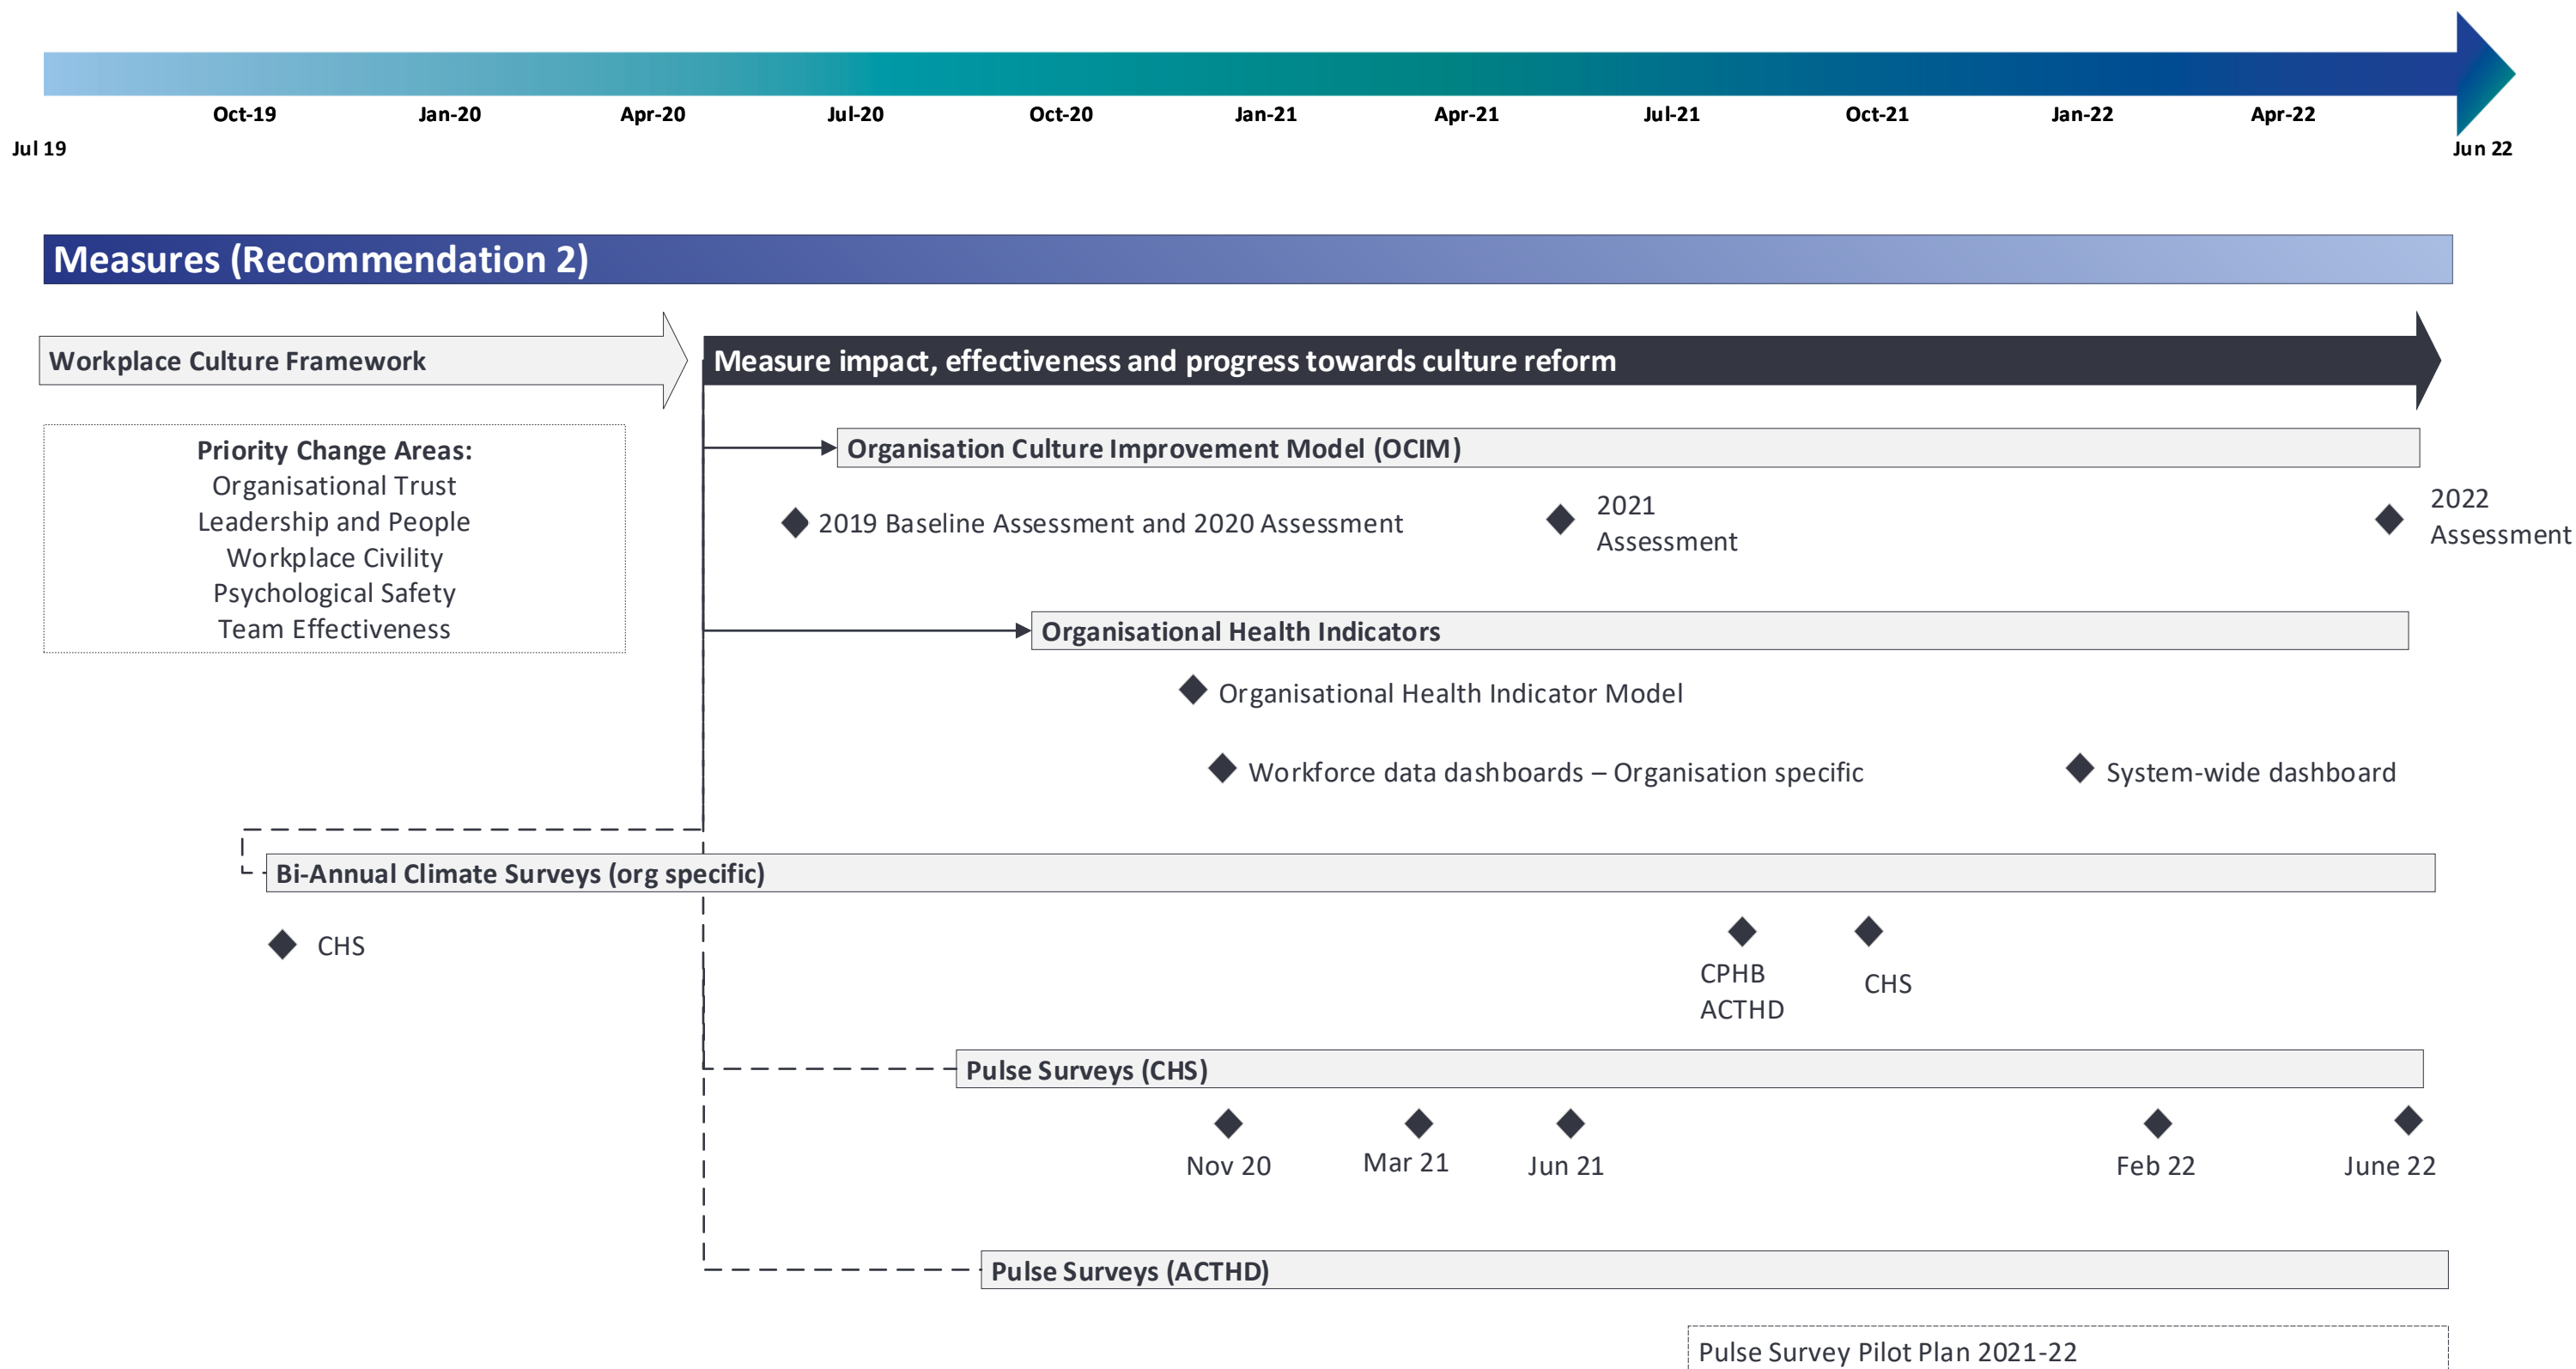 Oct-19
Jan-20
Apr-20
Jul-20
Oct-20
Jan-21
Apr-21
Jul-21
Oct-21
Jan-22
Apr-22
Jul 19
Jun 22
Measures (Recommendation 2)
Workplace Culture Framework
Measure impact, effectiveness and progress towards culture reform
Priority Change Areas:
Organisational Trust
Leadership and People
Workplace Civility
Psychological Safety
Team Effectiveness
Organisation Culture Improvement Model (OCIM)
2019 Baseline Assessment and 2020 Assessment
2021
Assessment
2022
Assessment
Organisational Health Indicators
Organisational Health Indicator Model
Workforce data dashboards – Organisation specific
System-wide dashboard
Bi-Annual Climate Surveys (org specific)
CHS
CPHB
ACTHD
CHS
Pulse Surveys (CHS)
Nov 20
Mar 21
Jun 21
Feb 22
June 22
Pulse Surveys (ACTHD)
Pulse Survey Pilot Plan 2021-22